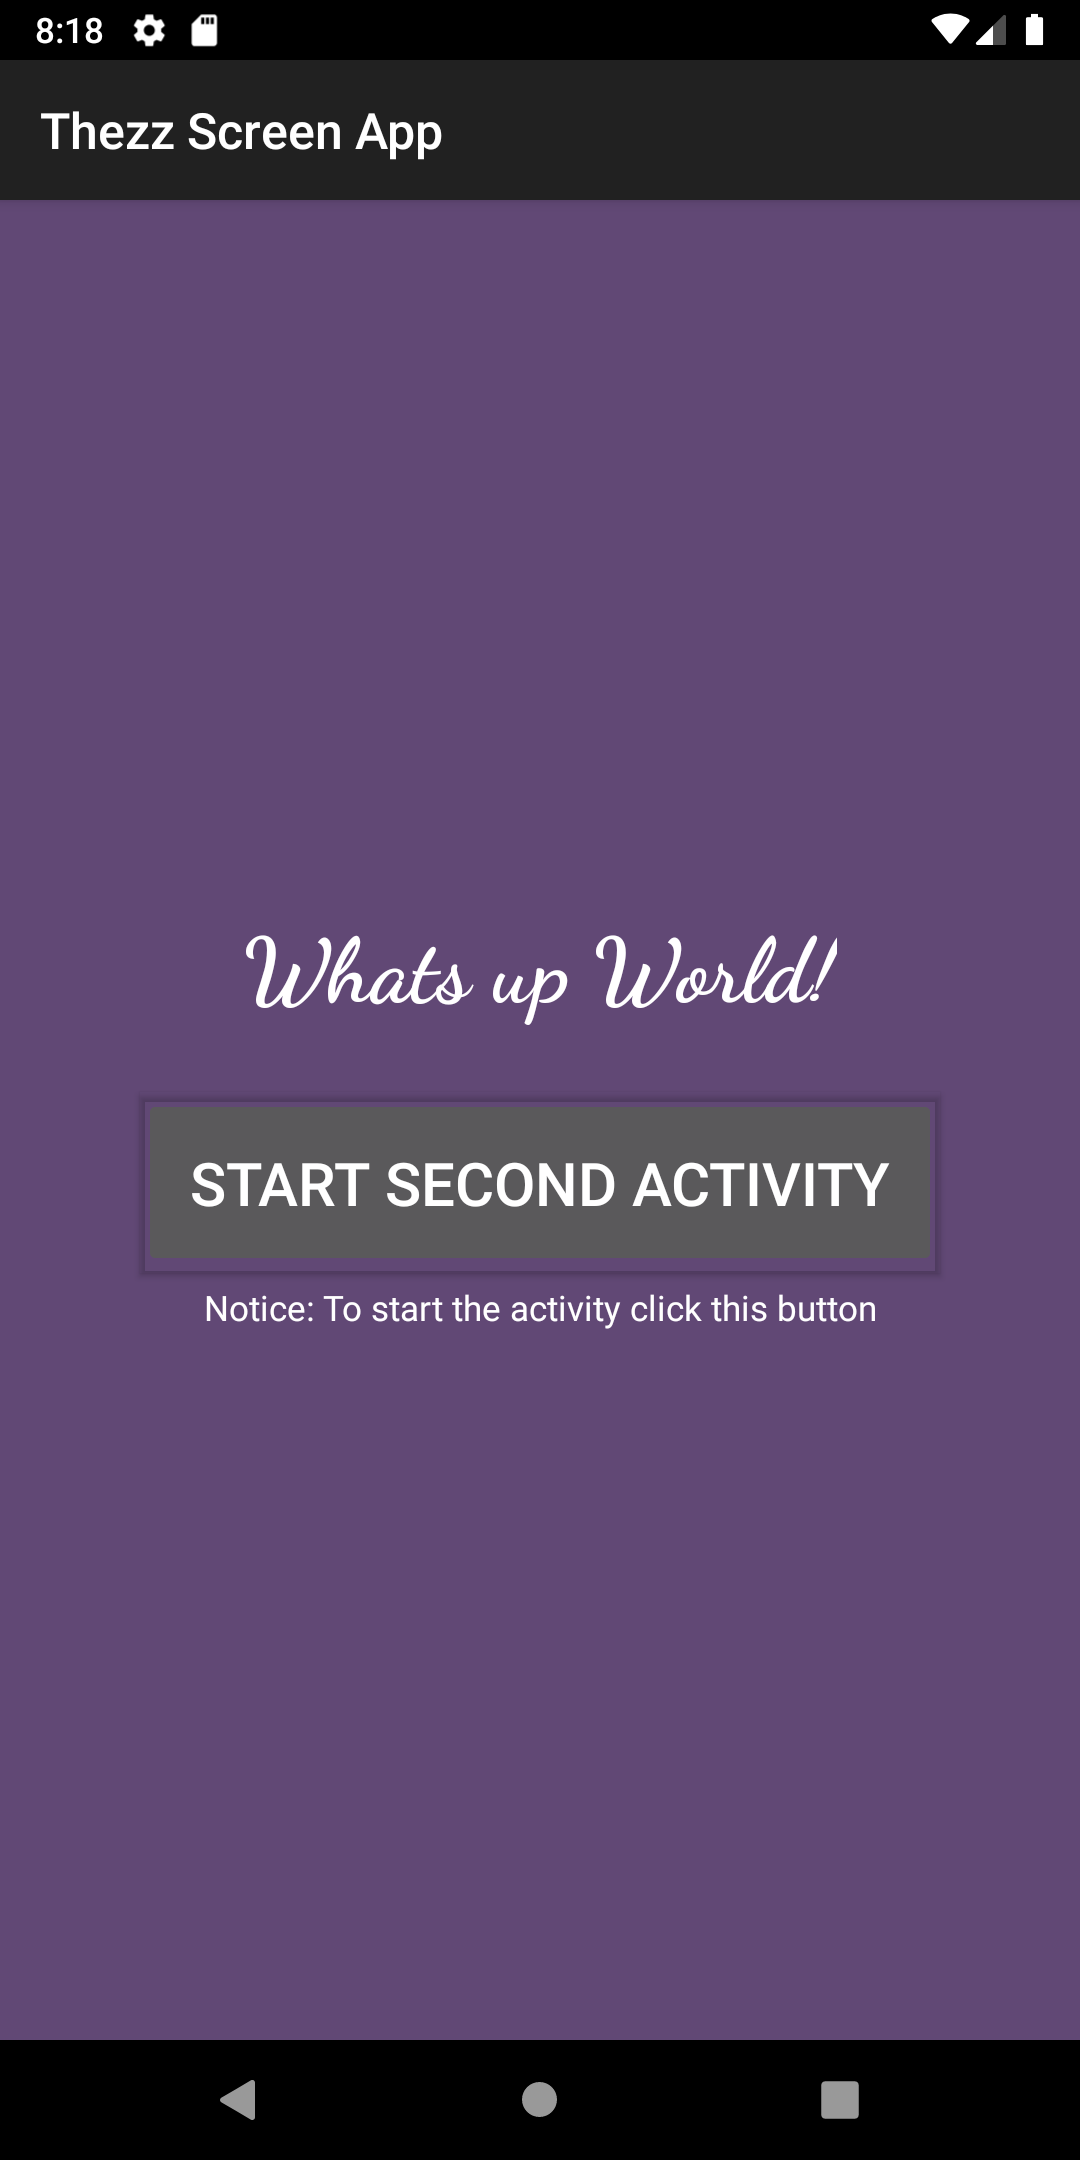 8:18
Thezz Screen App
Whats up World!
START SECOND ACTIVITY
Notice: To start the activity click this button